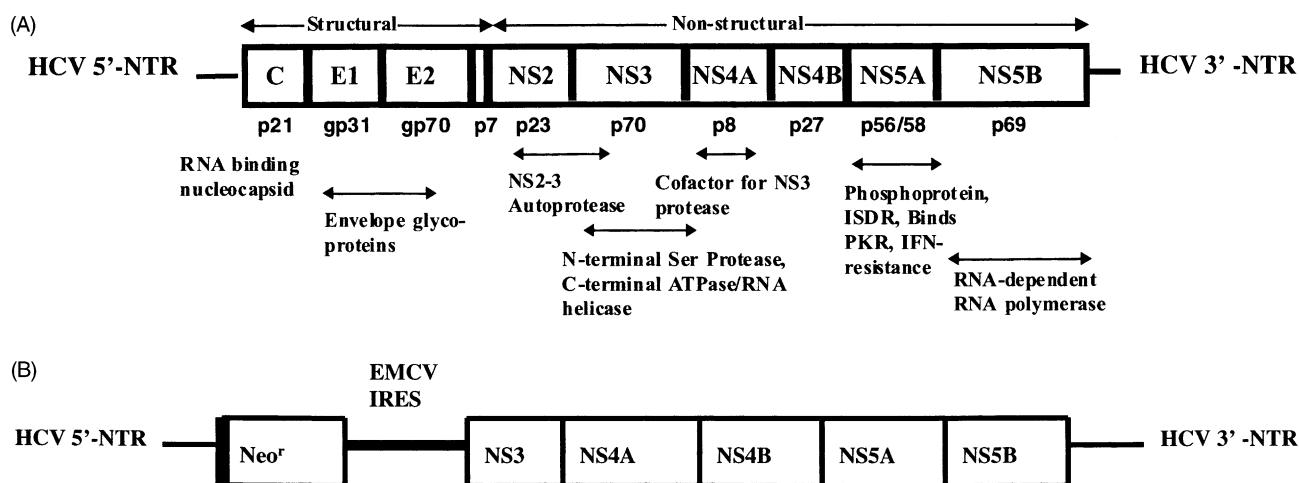 (A)
Structural
Non-structural
HCV 5'-NTR
C
E1
E2
NS2
NS3
NS4A
NS4B
NS5A
NS5B
HCV 3' -NTR
p21
gp31
gp70
p7
p23
p70
p8
p27
p56/58
p69
RNA binding
nucleocapsid
Envelope glyco-
proteins
NS2-3
Autoprotease
N-terminal Ser Protease,
C-terminal ATPase/RNA
helicase
Cofactor for NS3
protease
Phosphoprotein,
ISDR, Binds
PKR, IFN-
resistance
RNA-dependent
RNA polymerase
(B)
EMCV
IRES
HCV 5'-NTR
Neoʳ
NS3
NS4A
NS4B
NS5A
NS5B
HCV 3' -NTR